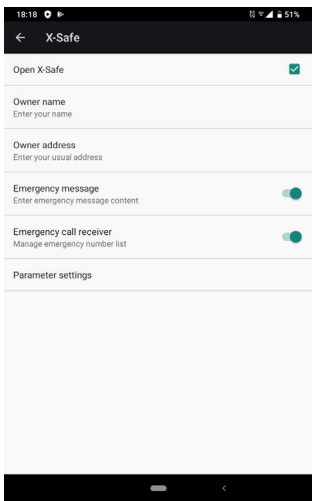 18:18
51%
X-Safe
Open X-Safe
Owner name
Enter your name
Owner address
Enter your usual address
Emergency message
Enter emergency message content
Emergency call receiver
Manage emergency number list
Parameter settings